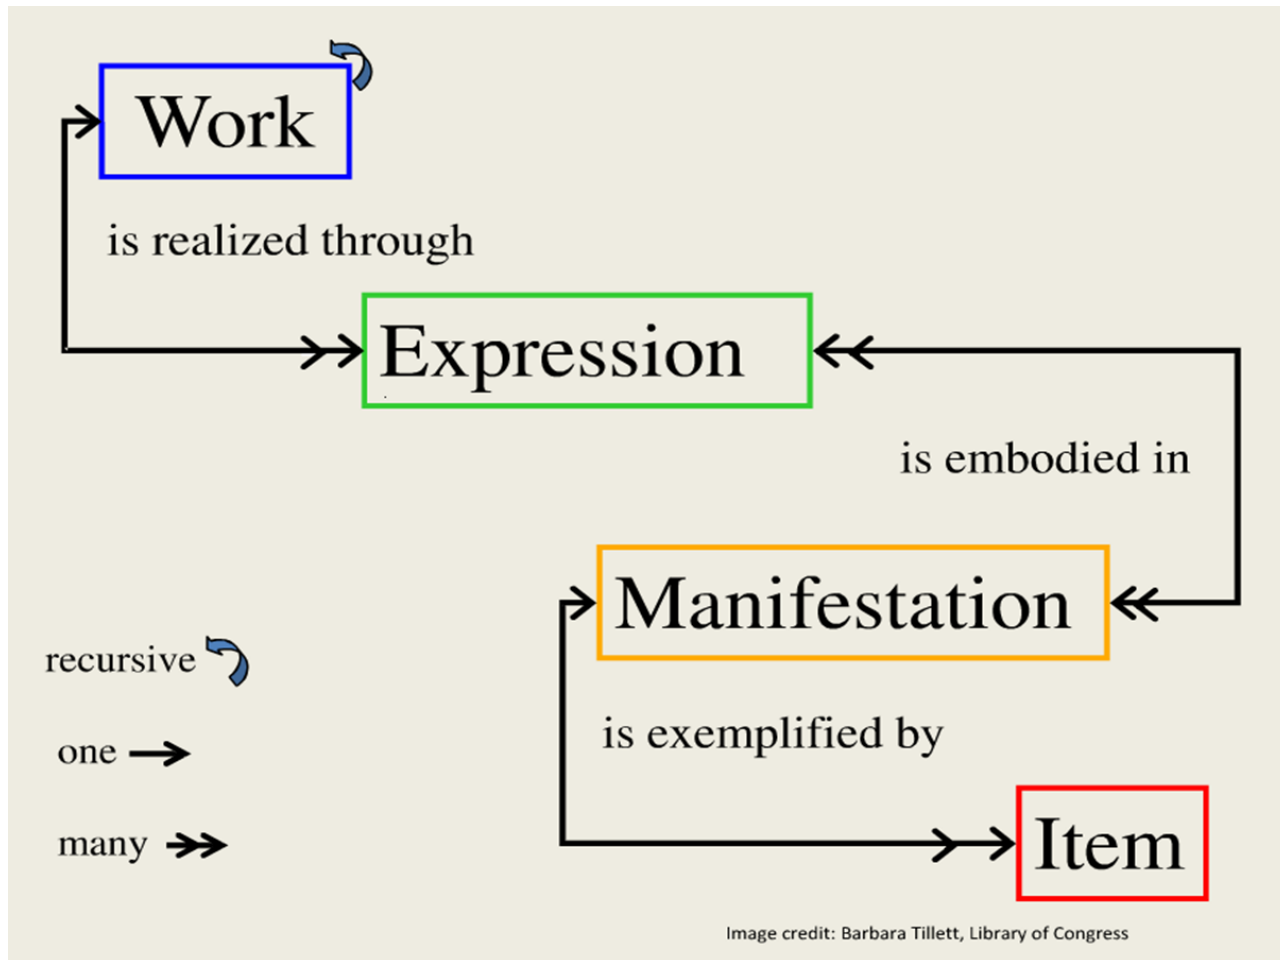 Work
is realized through
Expression
is embodied in
Manifestation
recursive
is exemplified by
one
many
Item
Image credit: Barbara Tillett, Library of Congress